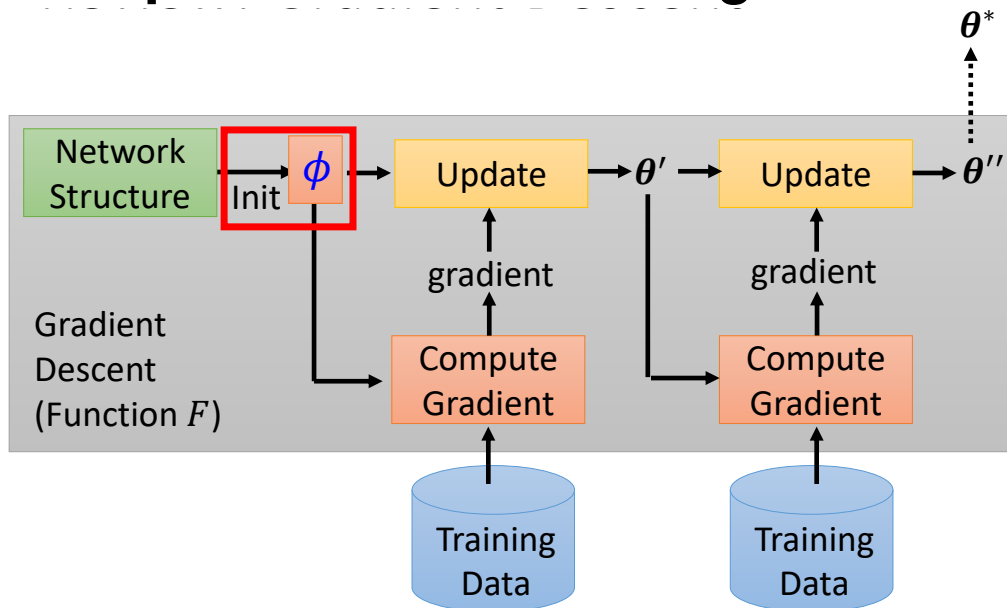 θ*
Network
Structure
Init
ϕ
Update
θ'
Update
θ''
gradient
gradient
Gradient
Descent
(Function F)
Compute
Gradient
Compute
Gradient
Training
Data
Training
Data